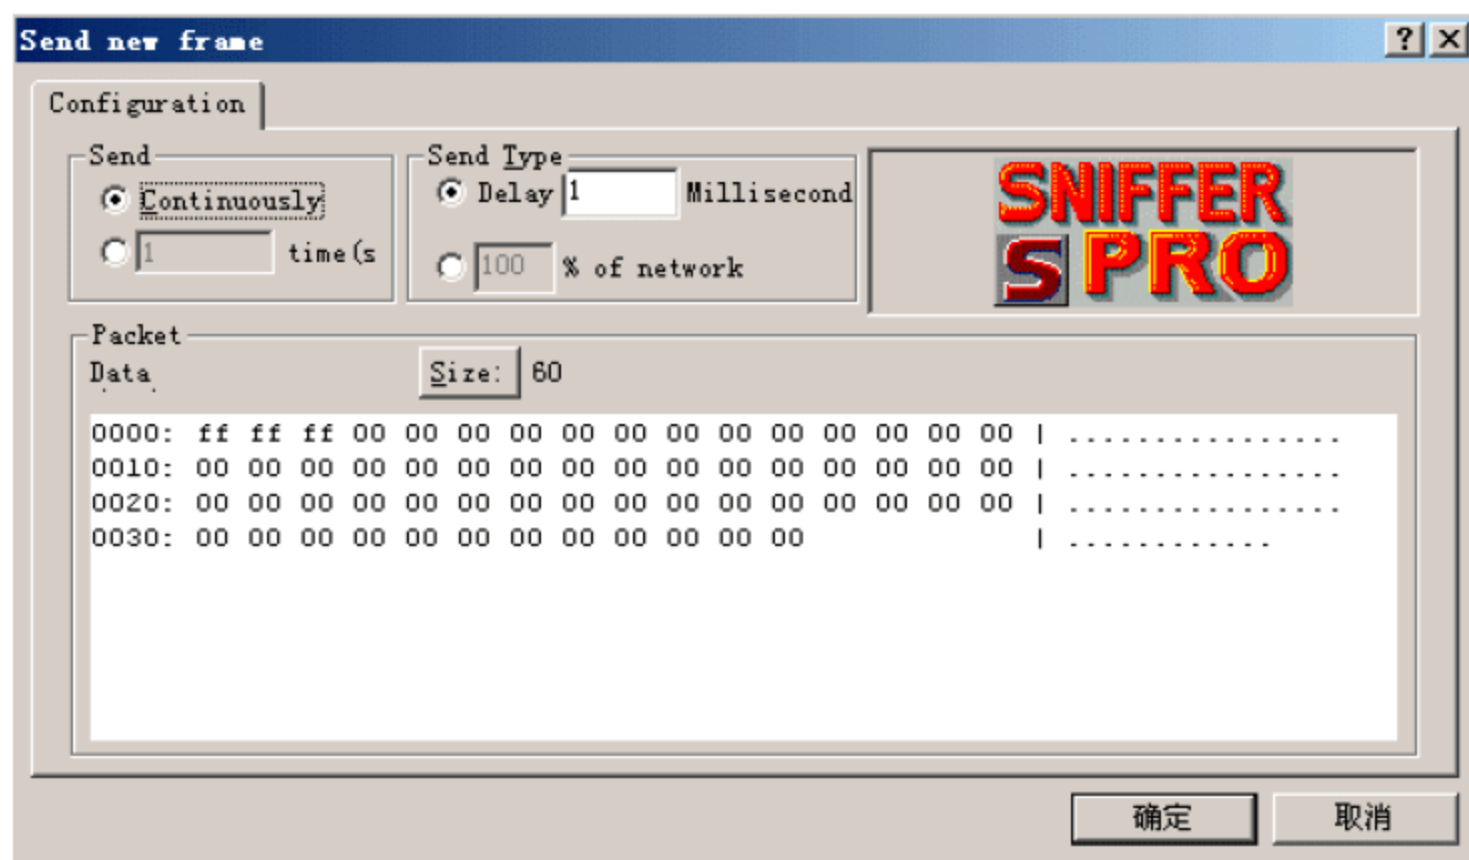 Send new frame
Configuration
Send
Continuously
1 time(s
Send Type
Delay 1 Millisecond
100 % of network
SNIFFER
S PRO
Packet
Data
Size: 60
0000: ff ff ff 00 00 00 00 00 00 00 00 00 00 00 00 00 | ................
0010: 00 00 00 00 00 00 00 00 00 00 00 00 00 00 00 00 | ................
0020: 00 00 00 00 00 00 00 00 00 00 00 00 00 00 00 00 | ................
0030: 00 00 00 00 00 00 00 00 00 00 00 00 | ............
确定
取消